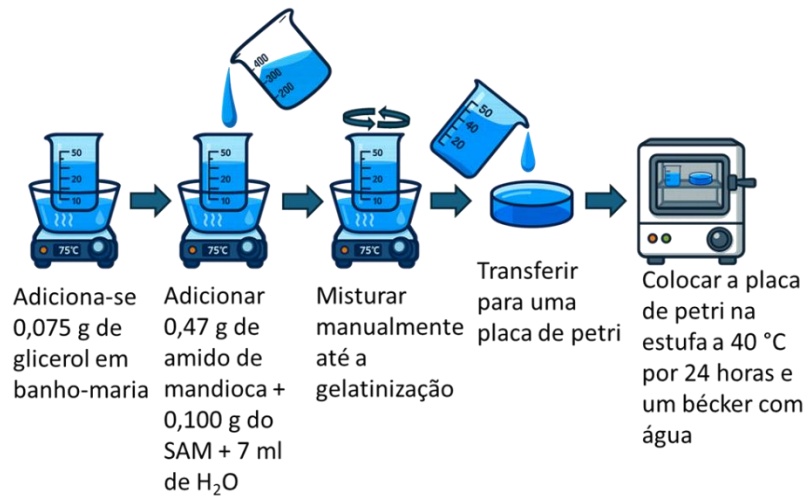 400
300
200
50
20
10
75℃
50
20
10
75℃
50
20
10
75℃
50
40
20
Adiciona-se
0,075 g de
glicerol em
banho-maria
Adicionar
0,47 g de
amido de
mandioca +
0,100 g do
SAM + 7 ml
de H₂O
Misturar
manualmente
até a
gelatinização
Transferir
para uma
placa de petri
Colocar a placa
de petri na
estufa a 40 °C
por 24 horas e
um bécker com
água